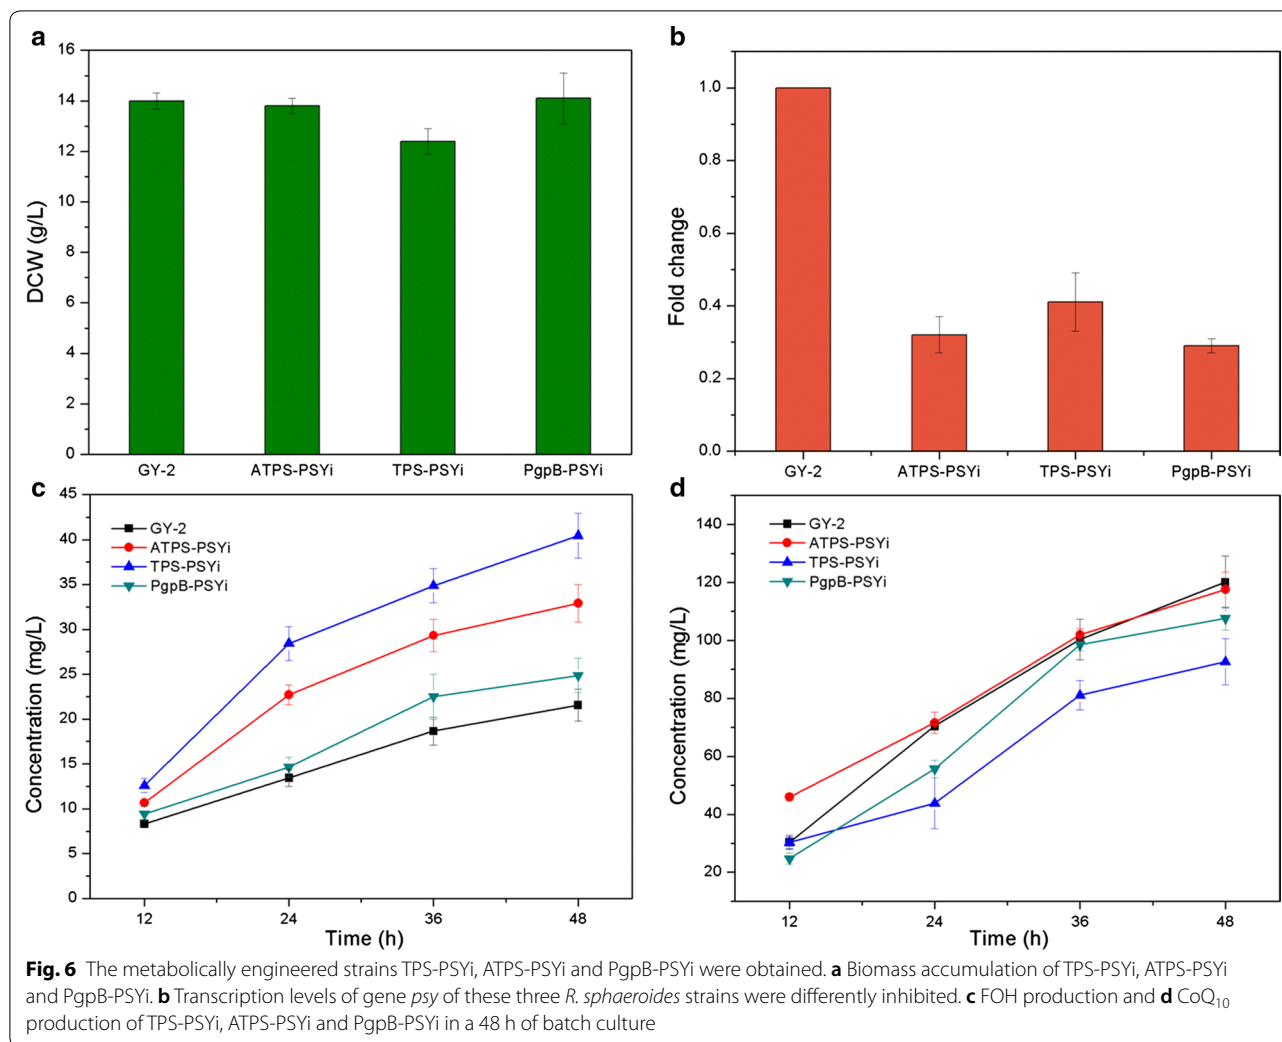 a
16
14
12
10
8
6
4
2
0
DCW (g/L)
GY-2 ATPS-PSYi TPS-PSYi PgpB-PSYi
b
1.0
0.8
0.6
0.4
0.2
0.0
Fold change
GY-2 ATPS-PSYi TPS-PSYi PgpB-PSYi
c
45
40
35
30
25
20
15
10
5
0
Concentration (mg/L)
GY-2
ATPS-PSYi
TPS-PSYi
PgpB-PSYi
12 24 36 48
Time (h)
d
140
120
100
80
60
40
20
Concentration (mg/L)
GY-2
ATPS-PSYi
TPS-PSYi
PgpB-PSYi
12 24 36 48
Time (h)
Fig. 6 The metabolically engineered strains TPS-PSYi, ATPS-PSYi and PgpB-PSYi were obtained. a Biomass accumulation of TPS-PSYi, ATPS-PSYi
and PgpB-PSYi. b Transcription levels of gene psy of these three R. sphaeroides strains were differently inhibited. c FOH production and d CoQ₁₀
production of TPS-PSYi, ATPS-PSYi and PgpB-PSYi in a 48 h of batch culture